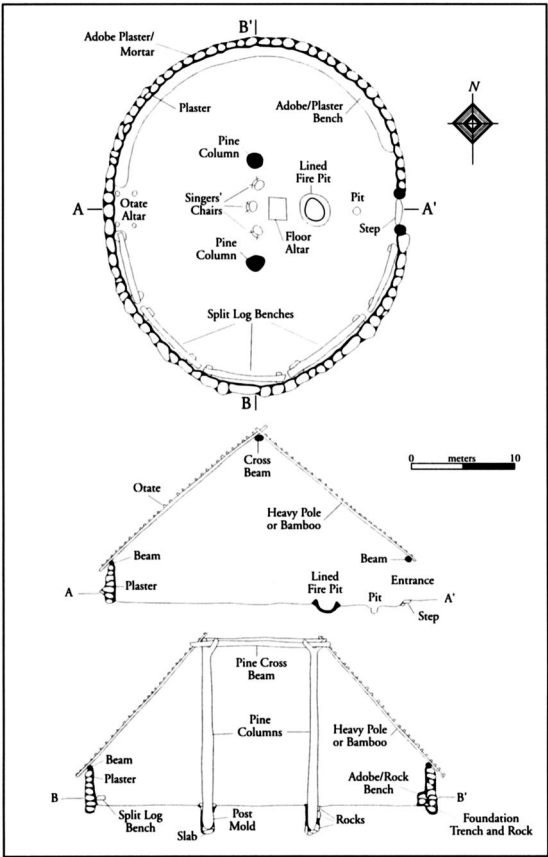 B'
Adobe Plaster/
Mortar
N
Plaster
Adobe/Plaster
Bench
Pine
Column
Lined
Fire Pit
A
Otate
Altar
Singers'
Chairs
Pit
A'
Step
Floor
Altar
Pine
Column
Split Log Benches
B
Cross
Beam
0 meters 10
Otate
Heavy Pole
or Bamboo
Beam
Beam
Plaster
Lined
Fire Pit
Entrance
A
Pit
A'
Step
Pine Cross
Beam
Pine
Columns
Heavy Pole
or Bamboo
Beam
Plaster
Adobe/Rock
Bench
B
B'
Split Log
Bench
Post
Mold
Rocks
Slab
Foundation
Trench and Rock